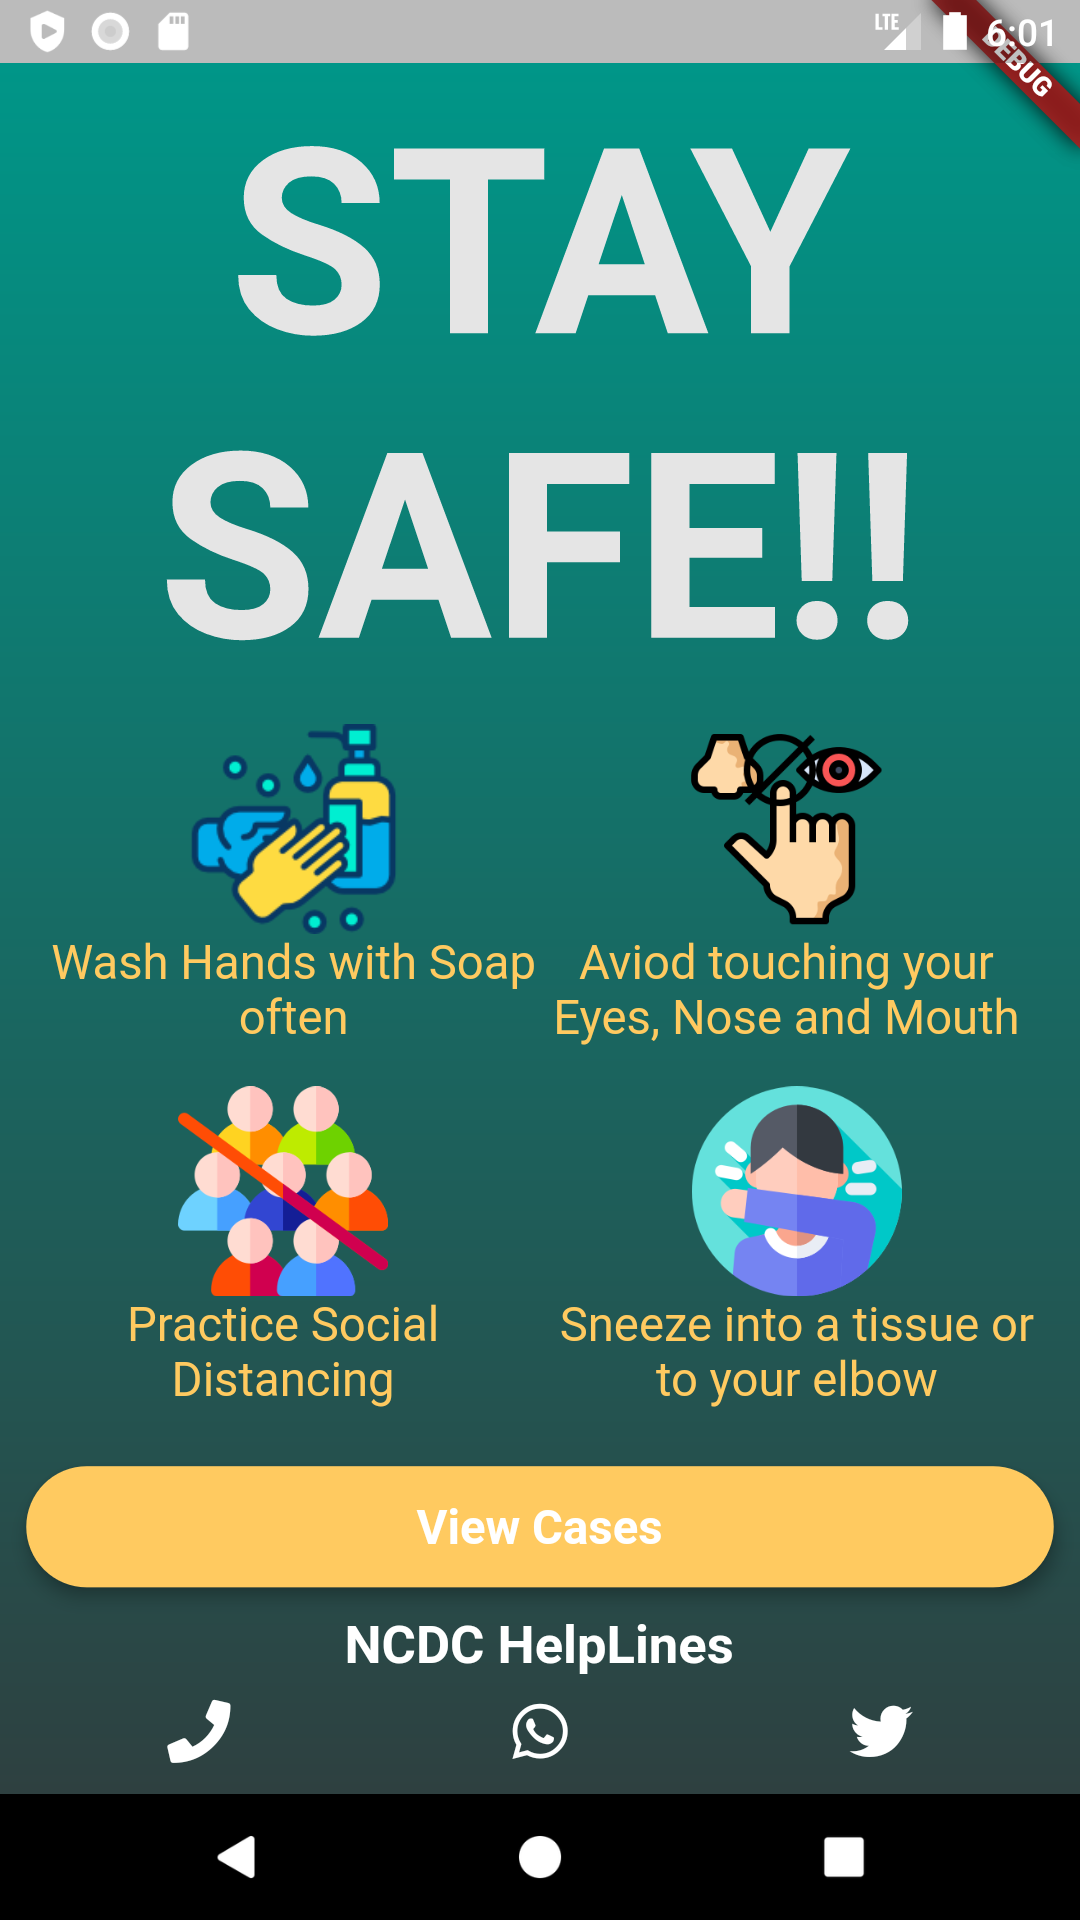 LTE 6:01
DEBUG
STAY
SAFE!!
Wash Hands with Soap
often
Aviod touching your
Eyes, Nose and Mouth
Practice Social
Distancing
Sneeze into a tissue or
to your elbow
View Cases
NCDC HelpLines